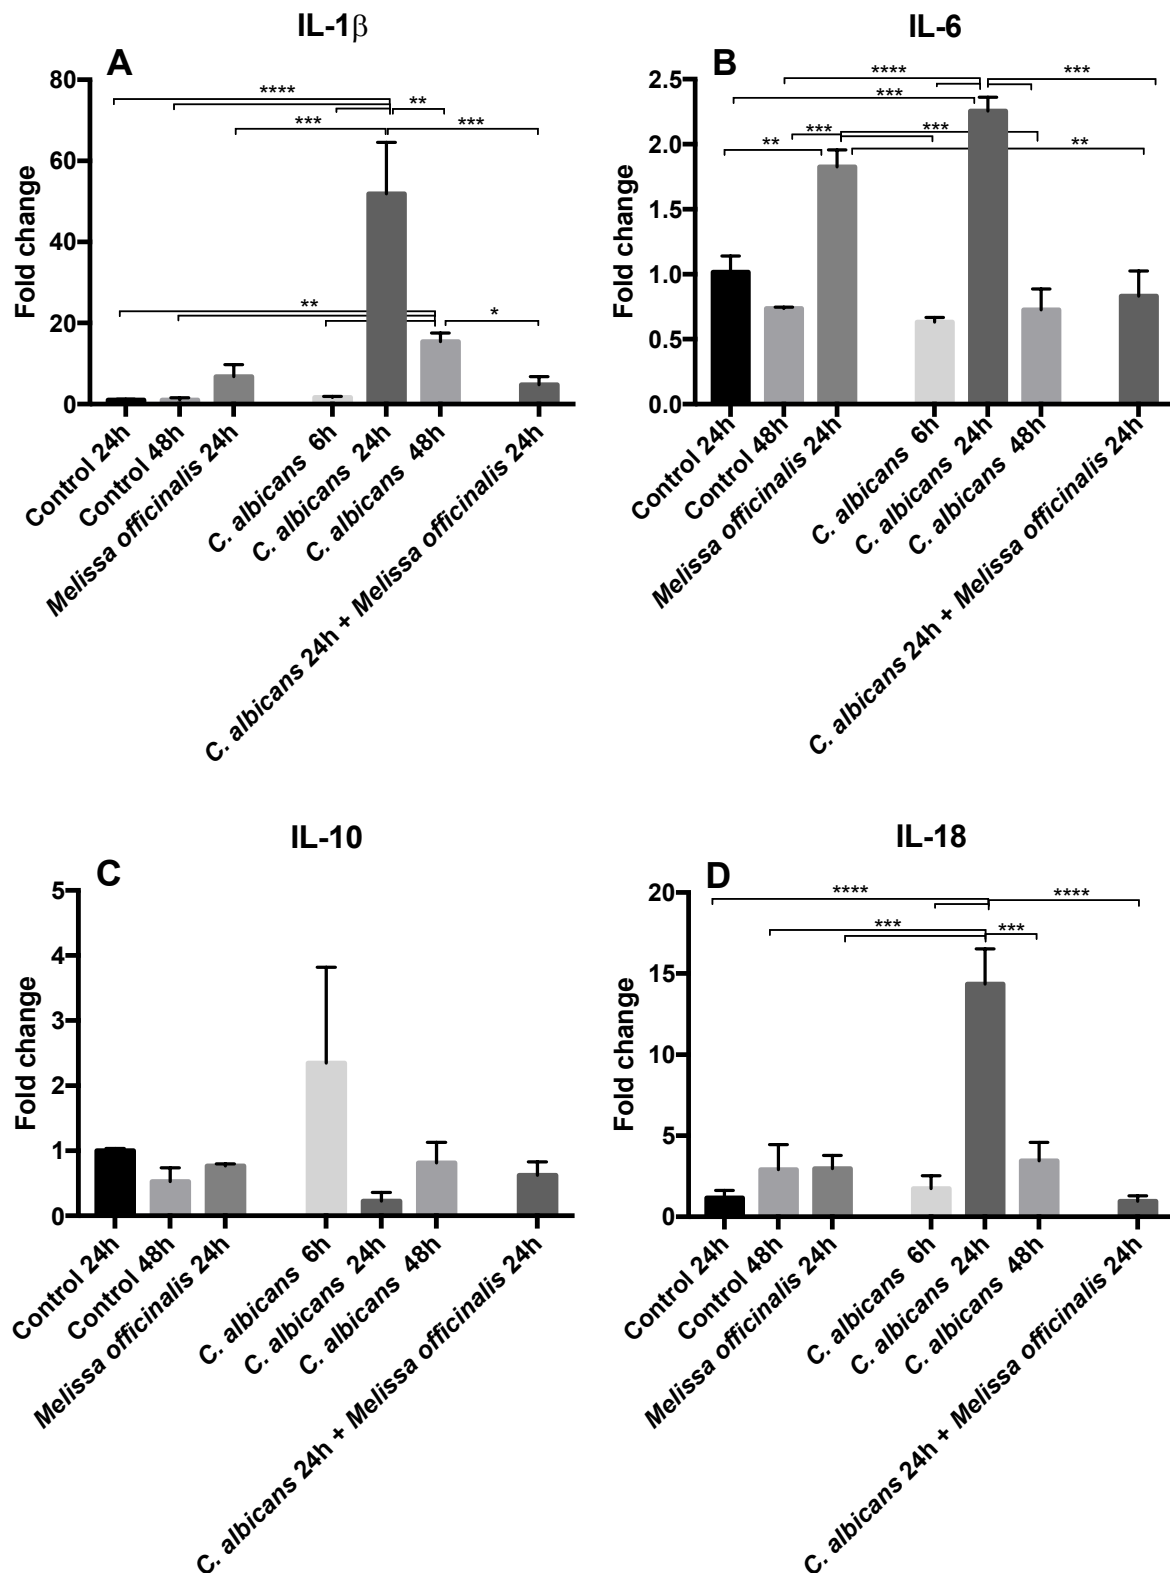 IL-1β
A
Fold change
80
60
40
20
0
****
**
***
***
**
*
Control 24h
Control 48h
Melissa officinalis 24h
C. albicans 6h
C. albicans 24h
C. albicans 48h
C. albicans 24h + Melissa officinalis 24h
IL-6
B
Fold change
2.5
2.0
1.5
1.0
0.5
0.0
****
***
***
***
***
**
**
Control 24h
Control 48h
Melissa officinalis 24h
C. albicans 6h
C. albicans 24h
C. albicans 48h
C. albicans 24h + Melissa officinalis 24h
IL-10
C
Fold change
5
4
3
2
1
0
Control 24h
Control 48h
Melissa officinalis 24h
C. albicans 6h
C. albicans 24h
C. albicans 48h
C. albicans 24h + Melissa officinalis 24h
IL-18
D
Fold change
20
15
10
5
0
****
****
***
***
Control 24h
Control 48h
Melissa officinalis 24h
C. albicans 6h
C. albicans 24h
C. albicans 48h
C. albicans 24h + Melissa officinalis 24h